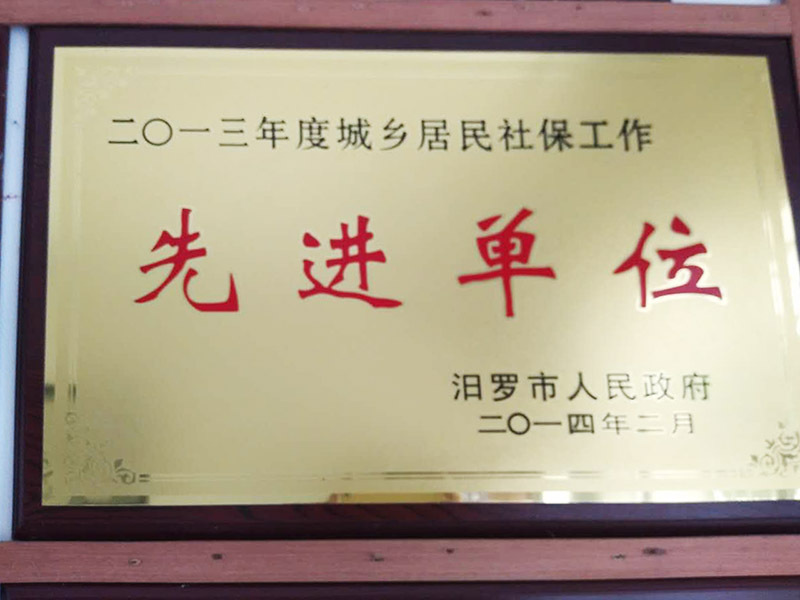 二〇一三年度城乡居民社保工作
先进单位
汨罗市人民政府
二〇一四年二月